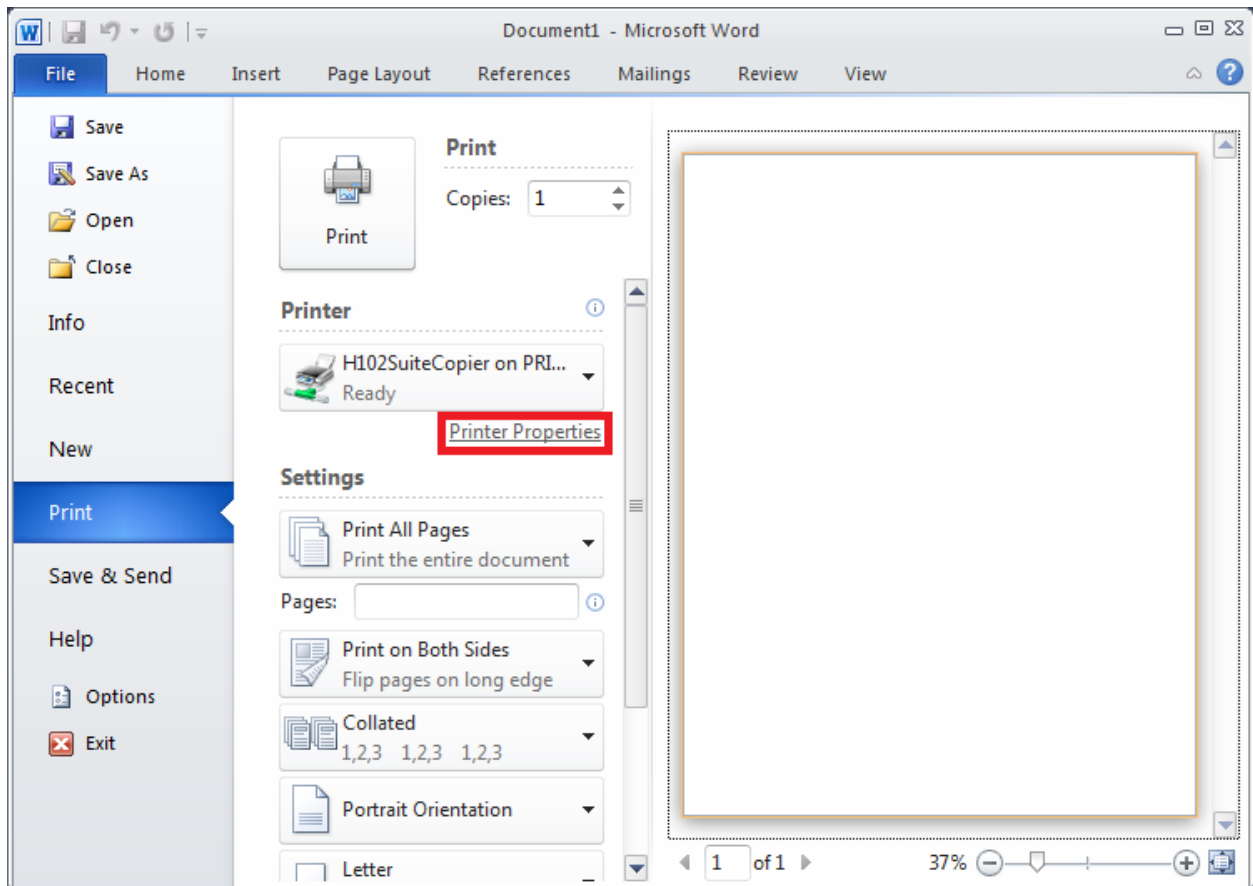 Document1 - Microsoft Word
File Home Insert Page Layout References Mailings Review View
Save
Save As
Open
Close
Info
Recent
New
Print
Save & Send
Help
Options
Exit
Print
Print
Copies: 1
Printer
H102SuiteCopier on PRI...
Ready
Printer Properties
Settings
Print All Pages
Print the entire document
Pages:
Print on Both Sides
Flip pages on long edge
Collated
1,2,3 1,2,3 1,2,3
Portrait Orientation
Letter
1 of 1
37%